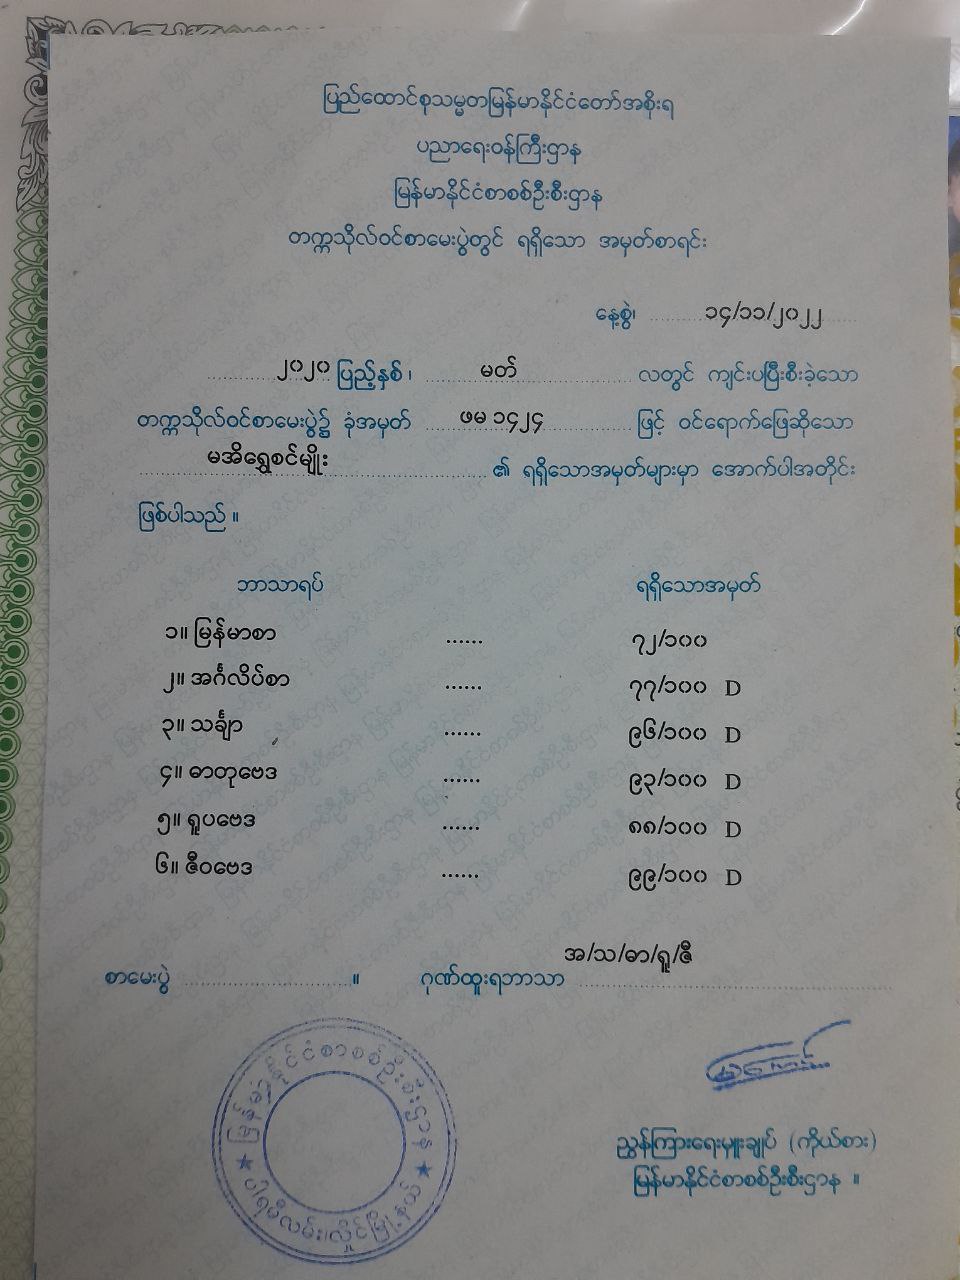 ပြည်ထောင်စုသမ္မတမြန်မာနိုင်ငံတော်အစိုးရ
ပညာရေးဝန်ကြီးဌာန
မြန်မာနိုင်ငံစာစစ်ဦးစီးဌာန
တက္ကသိုလ်ဝင်စာမေးပွဲတွင် ရရှိသော အမှတ်စာရင်း
နေ့စွဲ၊ ၁၄/၁၁/၂၀၂၂
၂၀၂၀ ပြည့်နှစ်၊ မတ် လတွင် ကျင်းပပြီးစီးခဲ့သော
တက္ကသိုလ်ဝင်စာမေးပွဲ၌ ခုံအမှတ် ဖမ ၁၄၂၄ ဖြင့် ဝင်ရောက်ဖြေဆိုသော
မအိရွှေစင်မျိုး ၏ ရရှိသောအမှတ်များမှာ အောက်ပါအတိုင်း
ဖြစ်ပါသည်။
ဘာသာရပ် ရရှိသောအမှတ်
၁။ မြန်မာစာ ...... ၇၂/၁၀၀
၂။ အင်္ဂလိပ်စာ ...... ၇၇/၁၀၀ D
၃။ သင်္ချာ ...... ၉၆/၁၀၀ D
၄။ ဓာတုဗေဒ ...... ၉၃/၁၀၀ D
၅။ ရူပဗေဒ ...... ၈၈/၁၀၀ D
၆။ ဇီဝဗေဒ ...... ၉၉/၁၀၀ D
စာမေးပွဲ ။ ဂုဏ်ထူးရဘာသာ အ/သ/ဓာ/ရူ/ဇီ
မြန်မာနိုင်ငံစာစစ်ဦးစီးဌာန
ပါရမီလမ်း၊လှိုင်မြို့နယ်
ညွှန်ကြားရေးမှူးချုပ် (ကိုယ်စား)
မြန်မာနိုင်ငံစာစစ်ဦးစီးဌာန ။